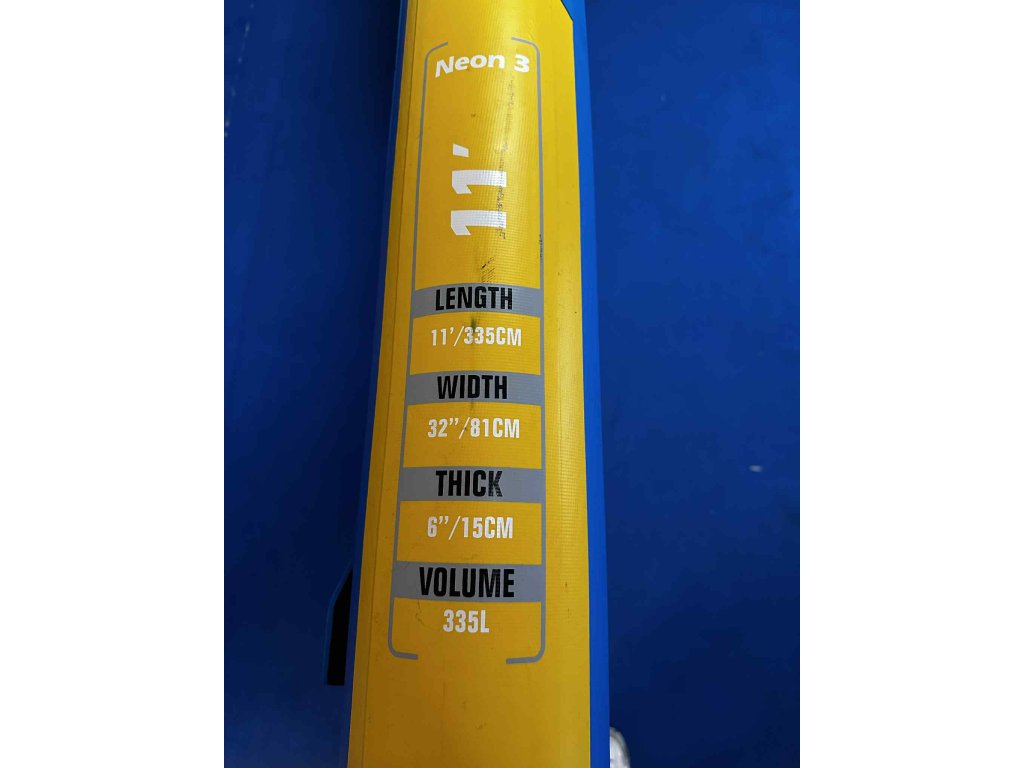 Neon 3
11'
LENGTH
11'/335CM
WIDTH
32"/81CM
THICK
6"/15CM
VOLUME
335L